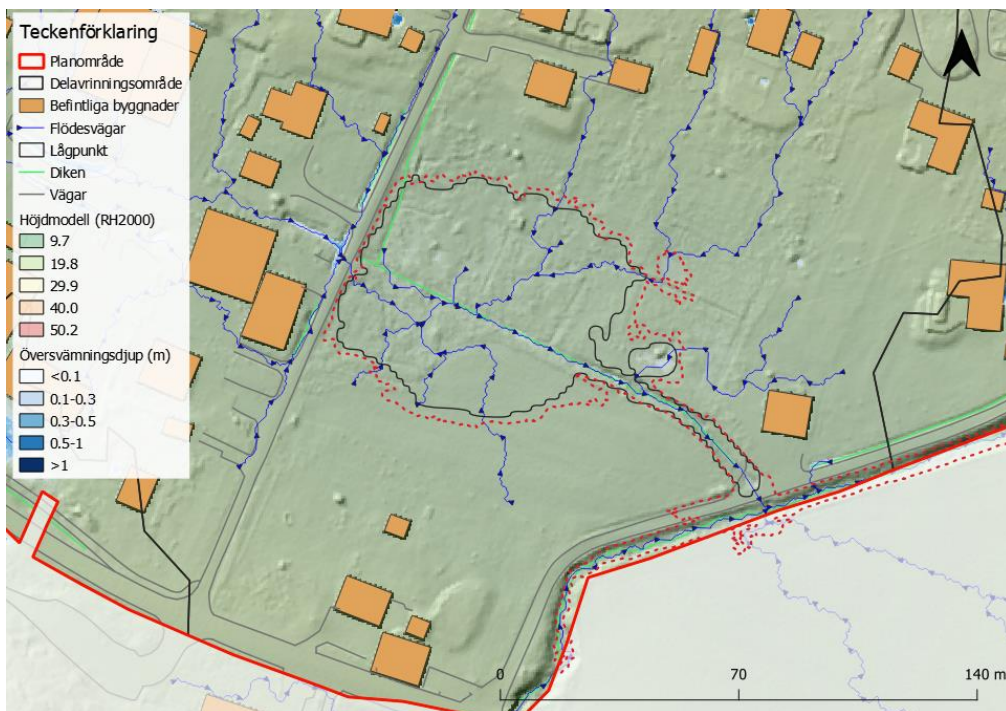 Teckenförklaring
Planområde
Delavrinningsområde
Befintliga byggnader
Flödesvägar
Lågpunkt
Diken
Vägar
Höjdmodell (RH2000)
9.7
19.8
29.9
40.0
50.2
Översvämningsdjup (m)
<0.1
0.1-0.3
0.3-0.5
0.5-1
>1
0 70 140 m